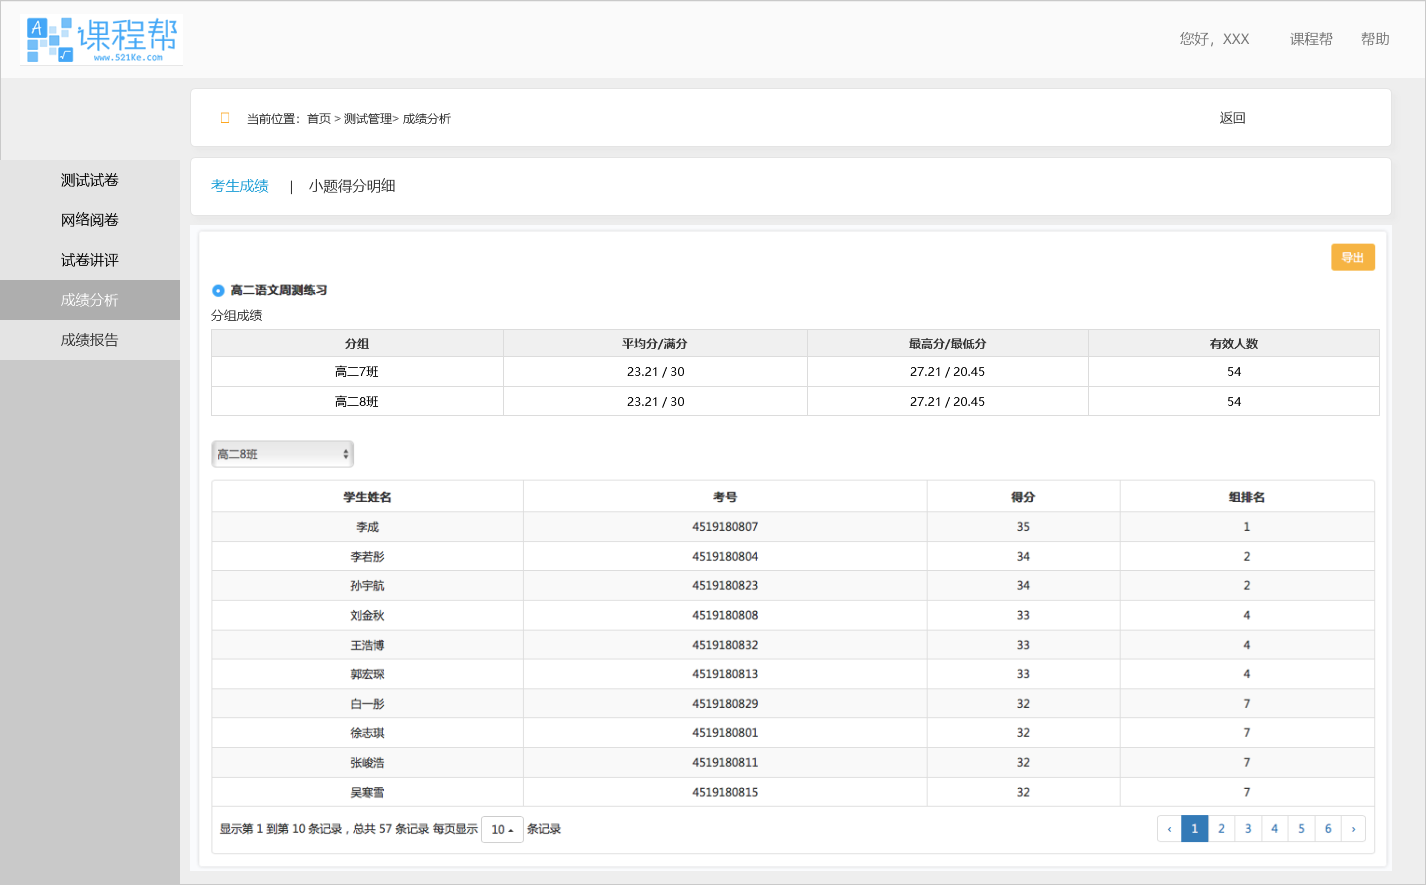 A 课程帮
√ www.521Ke.com
您好，XXX 课程帮 帮助
当前位置：首页 > 测试管理> 成绩分析 返回
测试试卷
网络阅卷
试卷讲评
成绩分析
成绩报告
考生成绩 | 小题得分明细
导出
高二语文周测练习
分组成绩
分组 平均分/满分 最高分/最低分 有效人数
高二7班 23.21 / 30 27.21 / 20.45 54
高二8班 23.21 / 30 27.21 / 20.45 54
高二8班
学生姓名 考号 得分 组排名
李成 4519180807 35 1
李若彤 4519180804 34 2
孙宇航 4519180823 34 2
刘金秋 4519180808 33 4
王浩博 4519180832 33 4
郭宏琛 4519180813 33 4
白一彤 4519180829 32 7
徐志琪 4519180801 32 7
张峻浩 4519180811 32 7
吴寒雪 4519180815 32 7
显示第 1 到第 10 条记录，总共 57 条记录 每页显示 10 条记录
‹ 1 2 3 4 5 6 ›